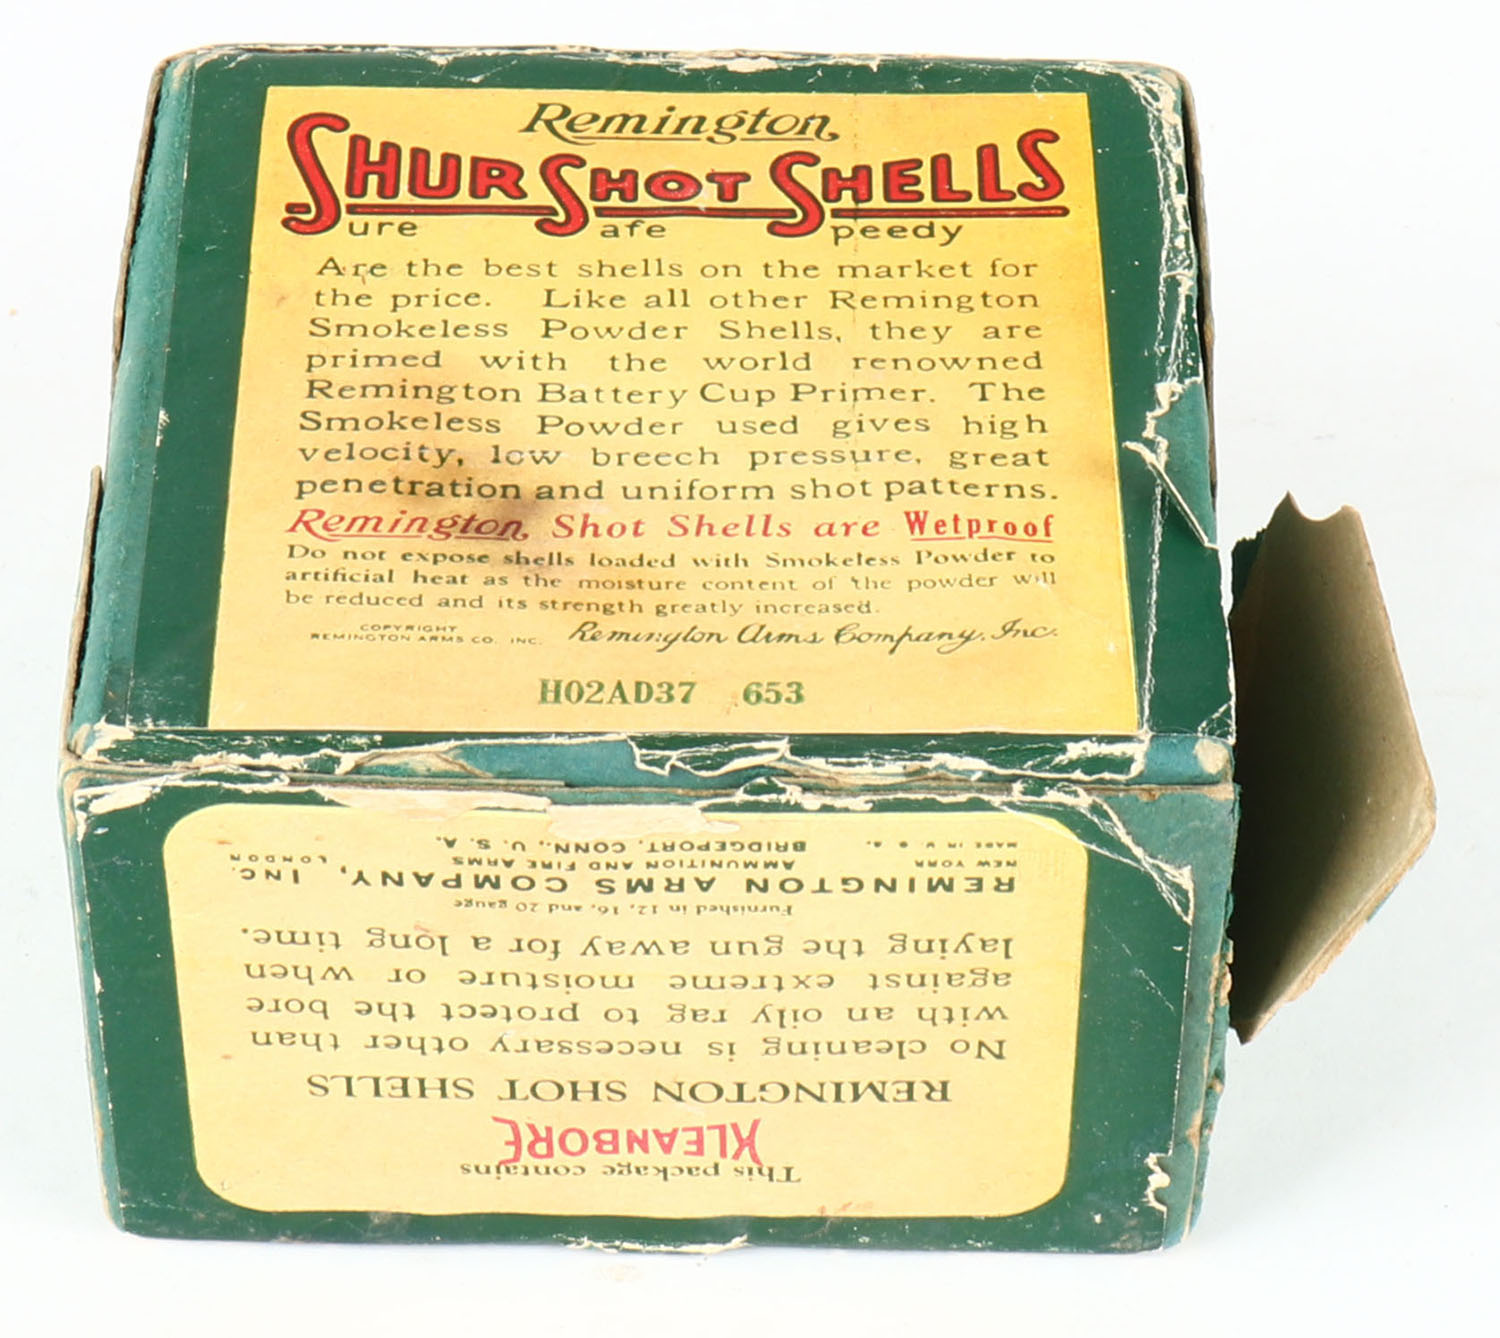 Remington
SHUR SHOT SHELLS
Sure Safe Speedy
Are the best shells on the market for
the price. Like all other Remington
Smokeless Powder Shells, they are
primed with the world renowned
Remington Battery Cup Primer. The
Smokeless Powder used gives high
velocity, low breech pressure, great
penetration and uniform shot patterns.
Remington Shot Shells are Wetproof
Do not expose shells loaded with Smokeless Powder to
artificial heat as the moisture content of the powder will
be reduced and its strength greatly increased.
COPYRIGHT
REMINGTON ARMS CO. INC.
Remington Arms Company, Inc.
H02AD37 653
This package contains
KLEANBORE
REMINGTON SHOT SHELLS
No cleaning is necessary other than
with an oily rag to protect the bore
against extreme moisture or when
laying the gun away for a long time.
Furnished in 12, 16, and 20 gauge
REMINGTON ARMS COMPANY, INC.
NEW YORK AMMUNITION AND FIRE ARMS LONDON
MADE IN U. S. A. BRIDGEPORT, CONN., U. S. A.